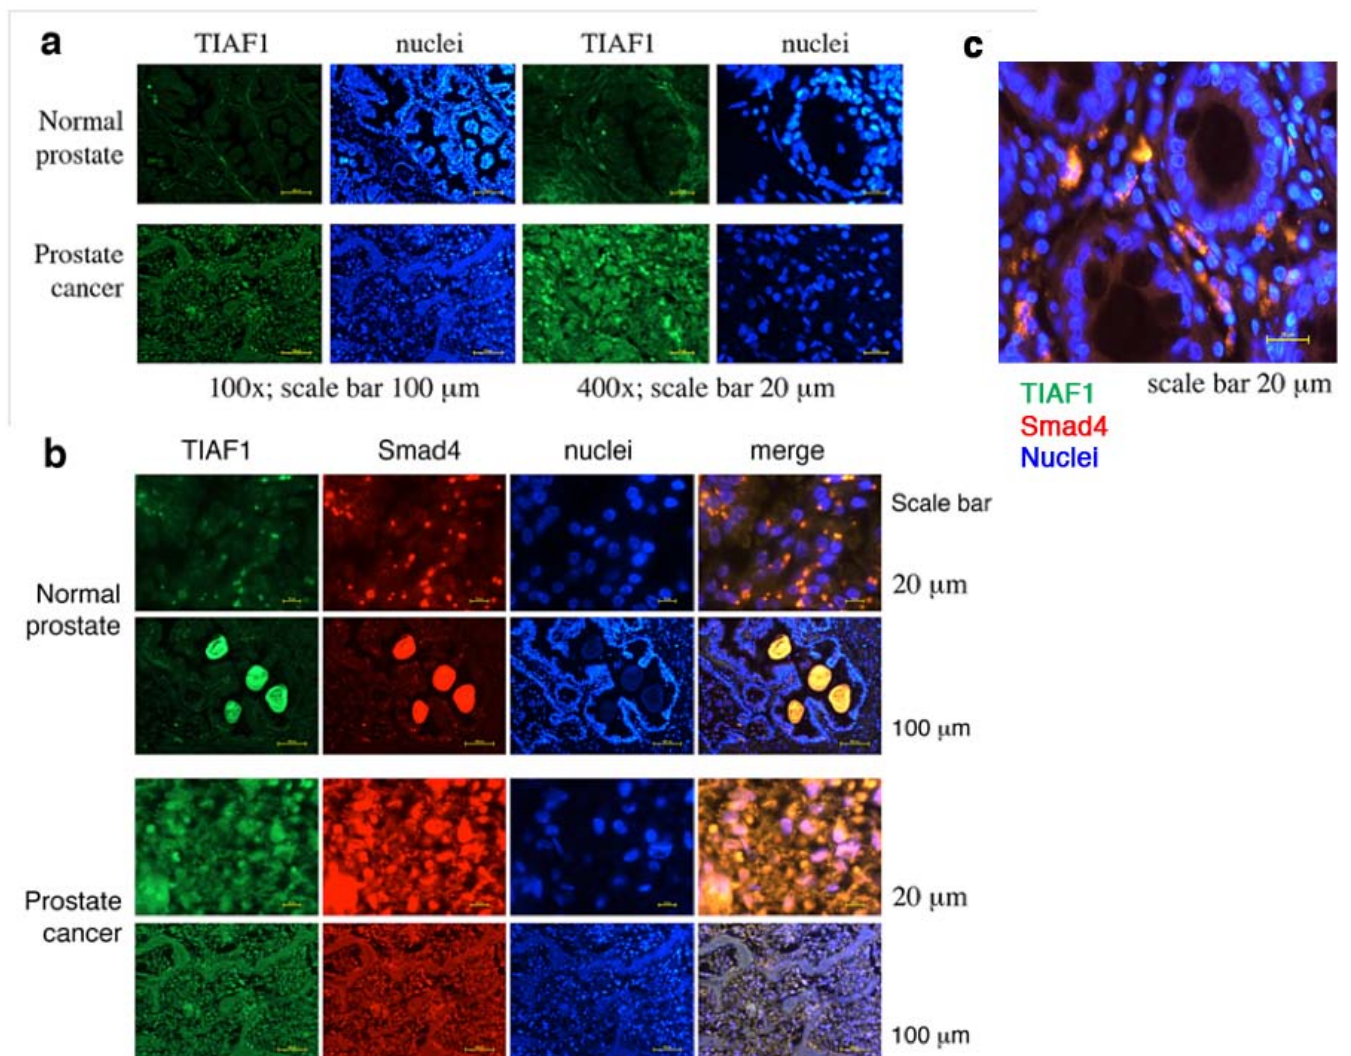 a
TIAF1 nuclei TIAF1 nuclei
Normal
prostate
Prostate
cancer
100x; scale bar 100 µm 400x; scale bar 20 µm
c
TIAF1
Smad4
Nuclei
scale bar 20 µm
b
TIAF1 Smad4 nuclei merge
Scale bar
Normal
prostate
20 µm
100 µm
Prostate
cancer
20 µm
100 µm